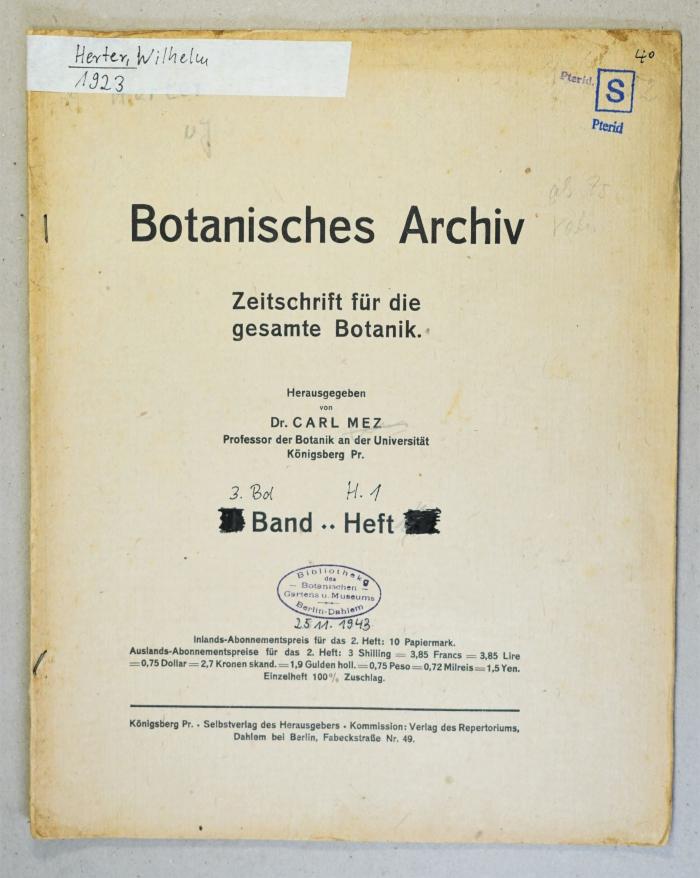 Herter, Wilhelm
1923
40
Pterid.
S
Pterid
Botanisches Archiv
Zeitschrift für die
gesamte Botanik.
Herausgegeben
von
Dr. CARL MEZ
Professor der Botanik an der Universität
Königsberg Pr.
3. Bd H. 1
Band .. Heft
Bibliothek
des
– Botanischen –
Gartens u. Museums
Berlin-Dahlem
25 11. 1943
Inlands-Abonnementspreis für das 2. Heft: 10 Papiermark.
Auslands-Abonnementspreise für das 2. Heft: 3 Shilling = 3,85 Francs = 3,85 Lire
= 0,75 Dollar = 2,7 Kronen skand. = 1,9 Gulden holl. = 0,75 Peso = 0,72 Milreis = 1,5 Yen.
Einzelheft 100% Zuschlag.
Königsberg Pr. • Selbstverlag des Herausgebers • Kommission: Verlag des Repertoriums,
Dahlem bei Berlin, Fabeckstraße Nr. 49.